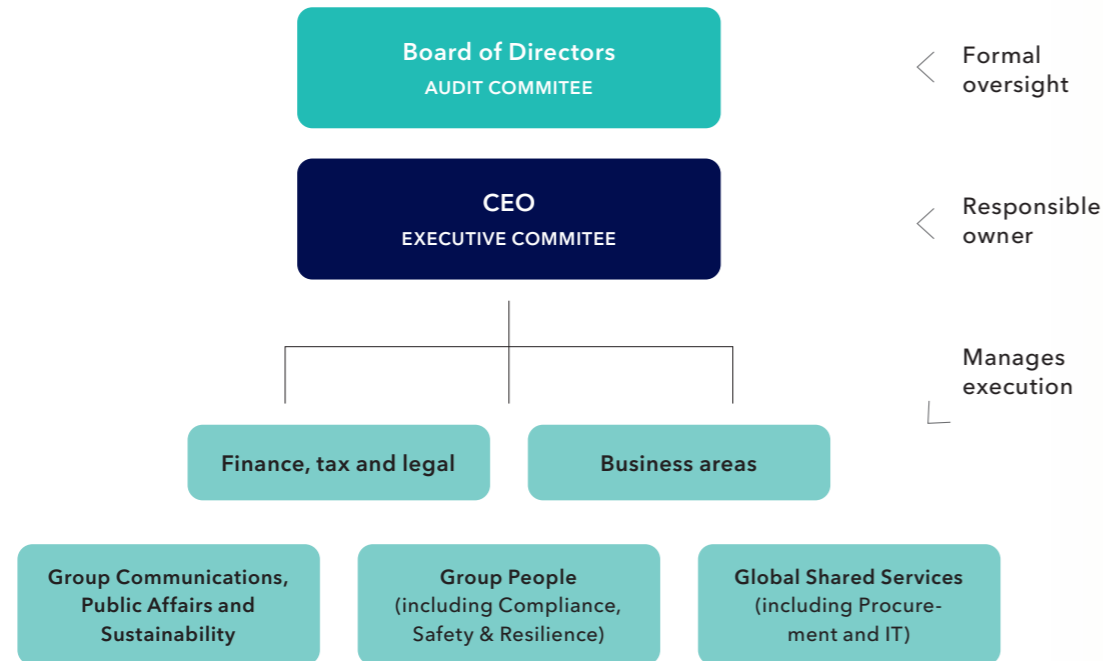 Board of Directors
AUDIT COMMITEE
Formal
oversight
CEO
EXECUTIVE COMMITEE
Responsible
owner
Manages
execution
Finance, tax and legal
Business areas
Group Communications,
Public Affairs and
Sustainability
Group People
(including Compliance,
Safety & Resilience)
Global Shared Services
(including Procure-
ment and IT)